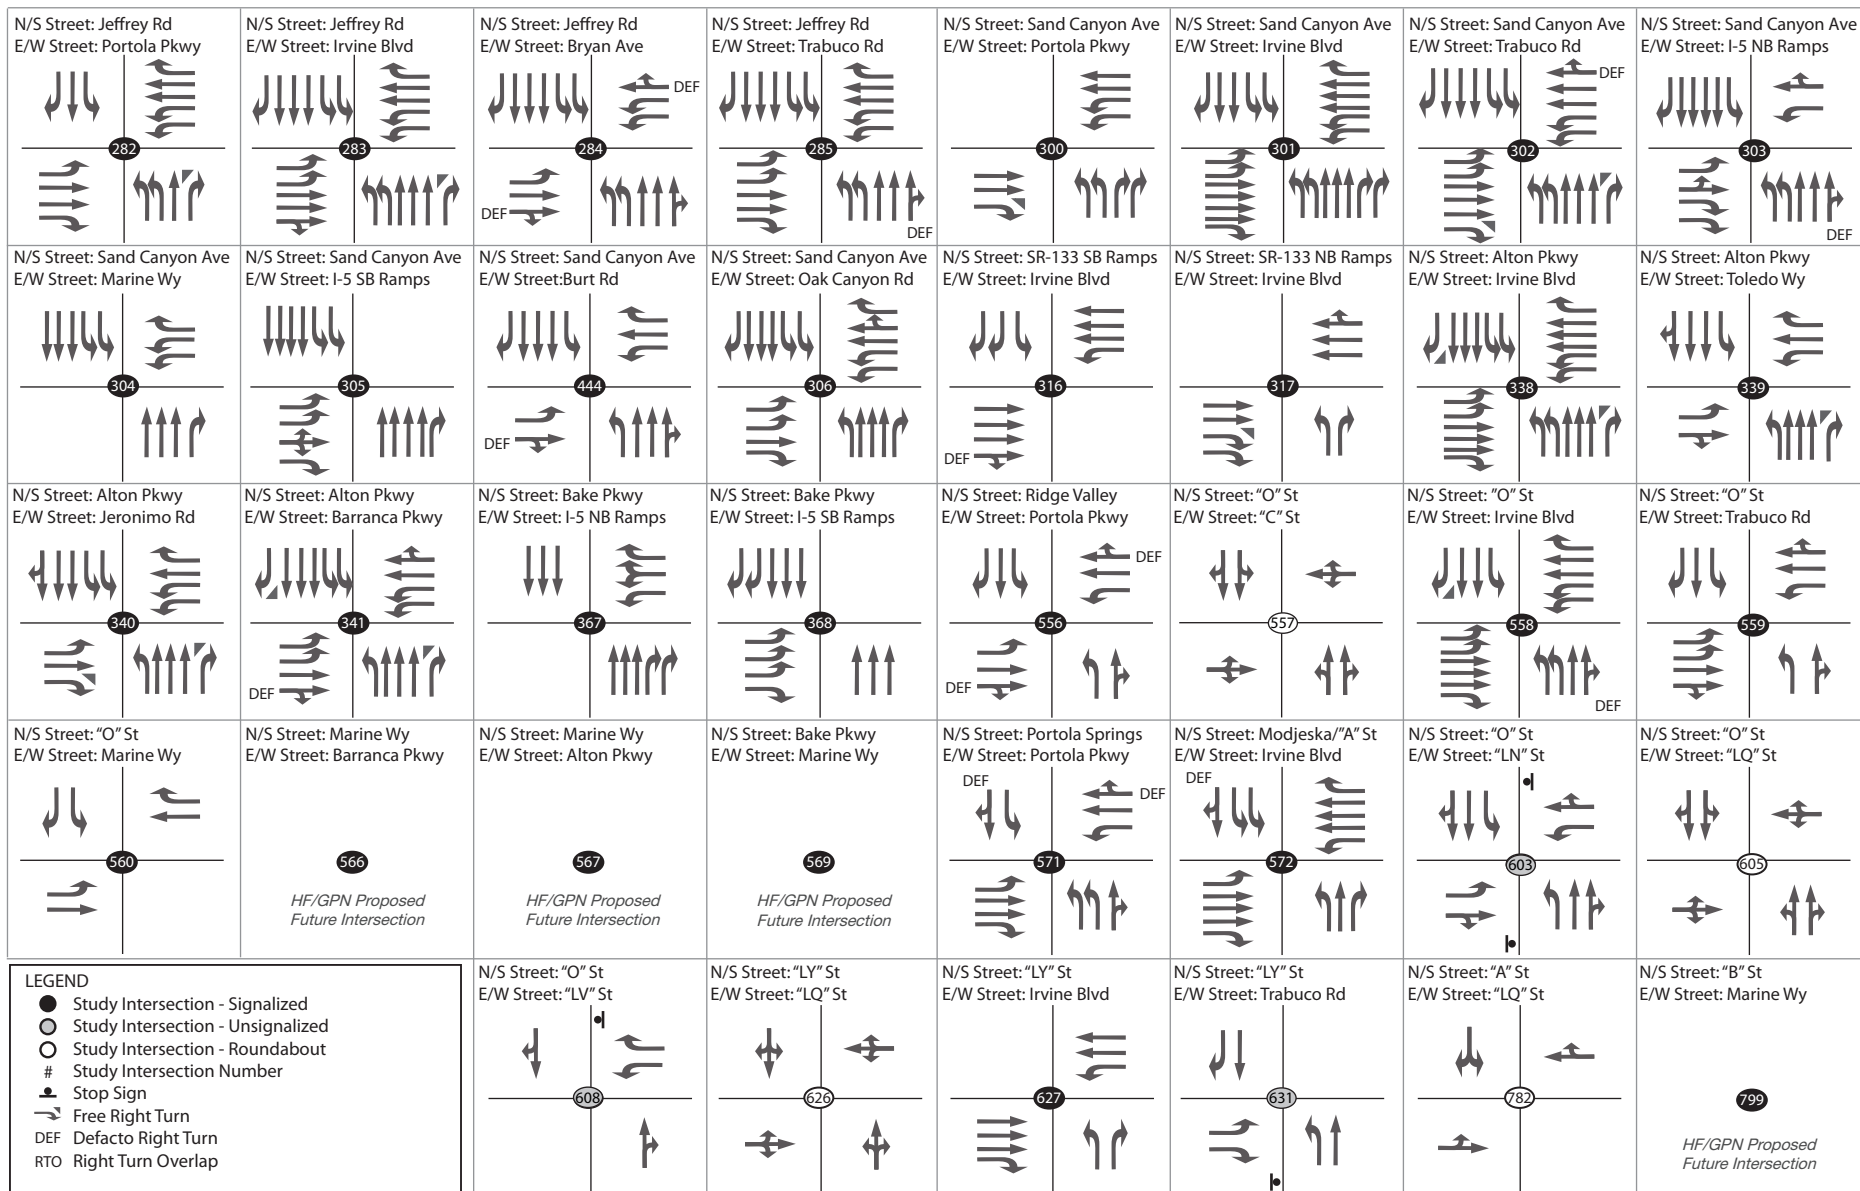 N/S Street: Jeffrey Rd
E/W Street: Portola Pkwy
282
N/S Street: Jeffrey Rd
E/W Street: Irvine Blvd
283
N/S Street: Jeffrey Rd
E/W Street: Bryan Ave
DEF
284
DEF
N/S Street: Jeffrey Rd
E/W Street: Trabuco Rd
285
DEF
N/S Street: Sand Canyon Ave
E/W Street: Portola Pkwy
300
N/S Street: Sand Canyon Ave
E/W Street: Irvine Blvd
301
N/S Street: Sand Canyon Ave
E/W Street: Trabuco Rd
DEF
302
N/S Street: Sand Canyon Ave
E/W Street: I-5 NB Ramps
303
DEF
N/S Street: Sand Canyon Ave
E/W Street: Marine Wy
304
N/S Street: Sand Canyon Ave
E/W Street: I-5 SB Ramps
305
N/S Street: Sand Canyon Ave
E/W Street:Burt Rd
444
DEF
N/S Street: Sand Canyon Ave
E/W Street: Oak Canyon Rd
306
N/S Street: SR-133 SB Ramps
E/W Street: Irvine Blvd
316
DEF
N/S Street: SR-133 NB Ramps
E/W Street: Irvine Blvd
317
N/S Street: Alton Pkwy
E/W Street: Irvine Blvd
338
N/S Street: Alton Pkwy
E/W Street: Toledo Wy
339
N/S Street: Alton Pkwy
E/W Street: Jeronimo Rd
340
N/S Street: Alton Pkwy
E/W Street: Barranca Pkwy
341
DEF
N/S Street: Bake Pkwy
E/W Street: I-5 NB Ramps
367
N/S Street: Bake Pkwy
E/W Street: I-5 SB Ramps
368
N/S Street: Ridge Valley
E/W Street: Portola Pkwy
DEF
556
DEF
N/S Street: “O” St
E/W Street: “C” St
557
N/S Street: ”O” St
E/W Street: Irvine Blvd
558
DEF
N/S Street: “O” St
E/W Street: Trabuco Rd
559
N/S Street: “O” St
E/W Street: Marine Wy
560
N/S Street: Marine Wy
E/W Street: Barranca Pkwy
566
HF/GPN Proposed
Future Intersection
N/S Street: Marine Wy
E/W Street: Alton Pkwy
567
HF/GPN Proposed
Future Intersection
N/S Street: Bake Pkwy
E/W Street: Marine Wy
569
HF/GPN Proposed
Future Intersection
N/S Street: Portola Springs
E/W Street: Portola Pkwy
DEF
DEF
571
N/S Street: Modjeska/”A” St
E/W Street: Irvine Blvd
DEF
572
N/S Street: “O” St
E/W Street: “LN” St
603
N/S Street: “O” St
E/W Street: “LQ” St
605
LEGEND
Study Intersection - Signalized
Study Intersection - Unsignalized
Study Intersection - Roundabout
# Study Intersection Number
Stop Sign
Free Right Turn
DEF Defacto Right Turn
RTO Right Turn Overlap
N/S Street: “O” St
E/W Street: “LV” St
608
N/S Street: “LY” St
E/W Street: “LQ” St
626
N/S Street: “LY” St
E/W Street: Irvine Blvd
627
N/S Street: “LY” St
E/W Street: Trabuco Rd
631
N/S Street: “A” St
E/W Street: “LQ” St
782
N/S Street: “B” St
E/W Street: Marine Wy
799
HF/GPN Proposed
Future Intersection